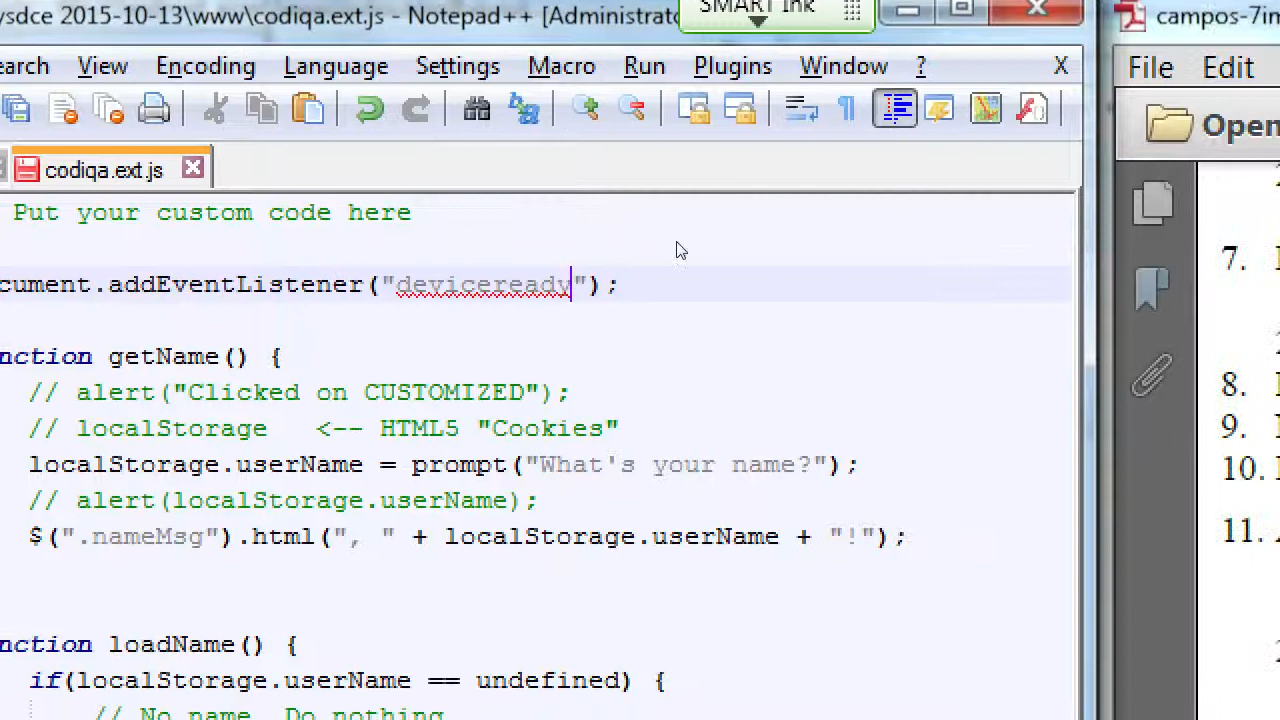 ysdce 2015-10-13\www\codiqa.ext.js - Notepad++ [Administrato
SMART Ink
campos-7in
earch View Encoding Language Settings Macro Run Plugins Window ? X
File Edit
Open
codiqa.ext.js
Put your custom code here
cument.addEventListener("deviceready");
nction getName() {
// alert("Clicked on CUSTOMIZED");
// localStorage <-- HTML5 "Cookies"
localStorage.userName = prompt("What's your name?");
// alert(localStorage.userName);
$(".nameMsg").html(", " + localStorage.userName + "!");
nction loadName() {
if(localStorage.userName == undefined) {
// No name. Do nothing
7.
8.
9.
10.
11.